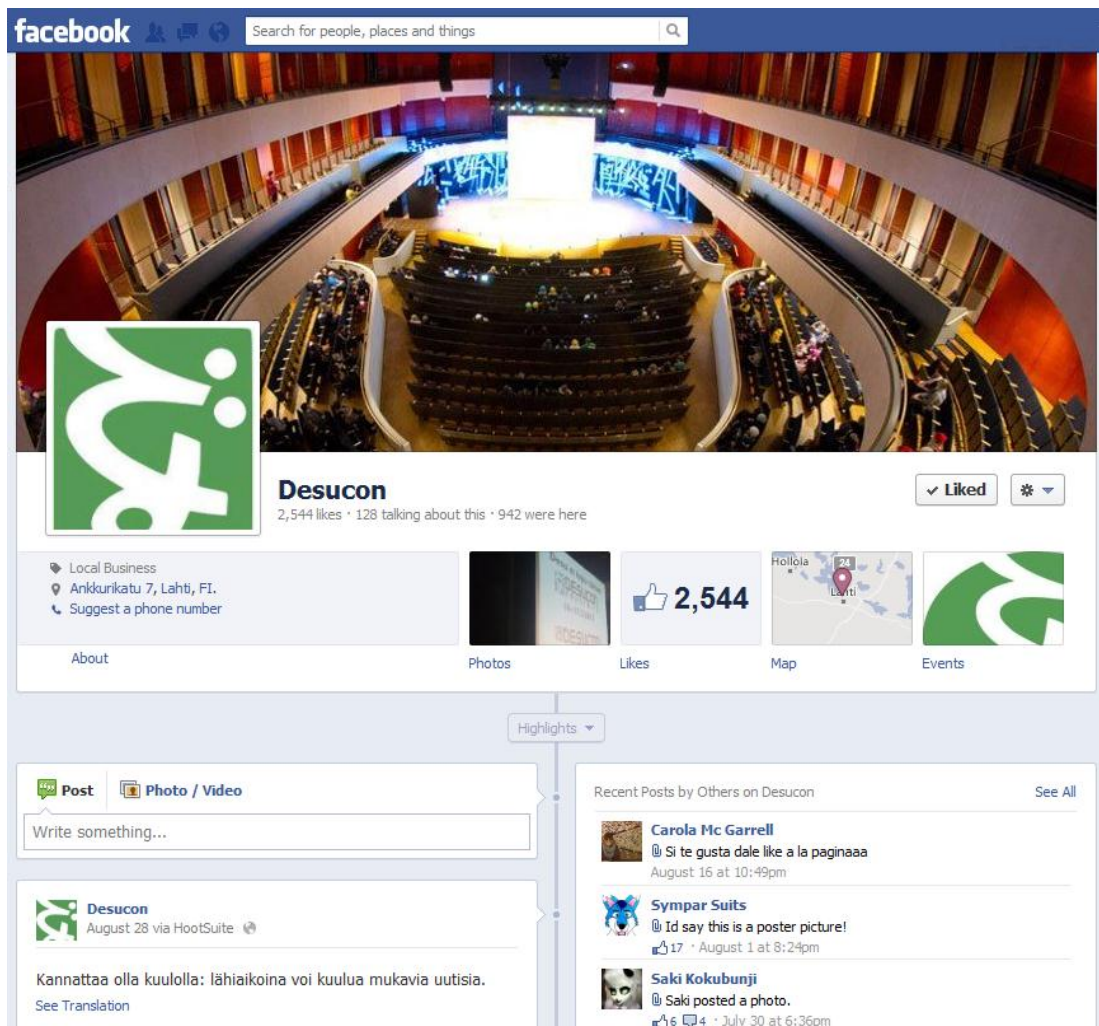 facebook
Search for people, places and things
Desucon
2,544 likes · 128 talking about this · 942 were here
Liked
Local Business
Ankkurikatu 7, Lahti, FI.
Suggest a phone number
About
DESUCON
Photos
2,544
Likes
Hollola
24
Lahti
Map
Events
Highlights
Post
Photo / Video
Write something...
Desucon
August 28 via HootSuite
Kannattaa olla kuulolla: lähiaikoina voi kuulua mukavia uutisia.
See Translation
Recent Posts by Others on Desucon
See All
Carola Mc Garrell
Si te gusta dale like a la paginaaa
August 16 at 10:49pm
Sympar Suits
Id say this is a poster picture!
17 · August 1 at 8:24pm
Saki Kokubunji
Saki posted a photo.
6 4 · July 30 at 6:36pm